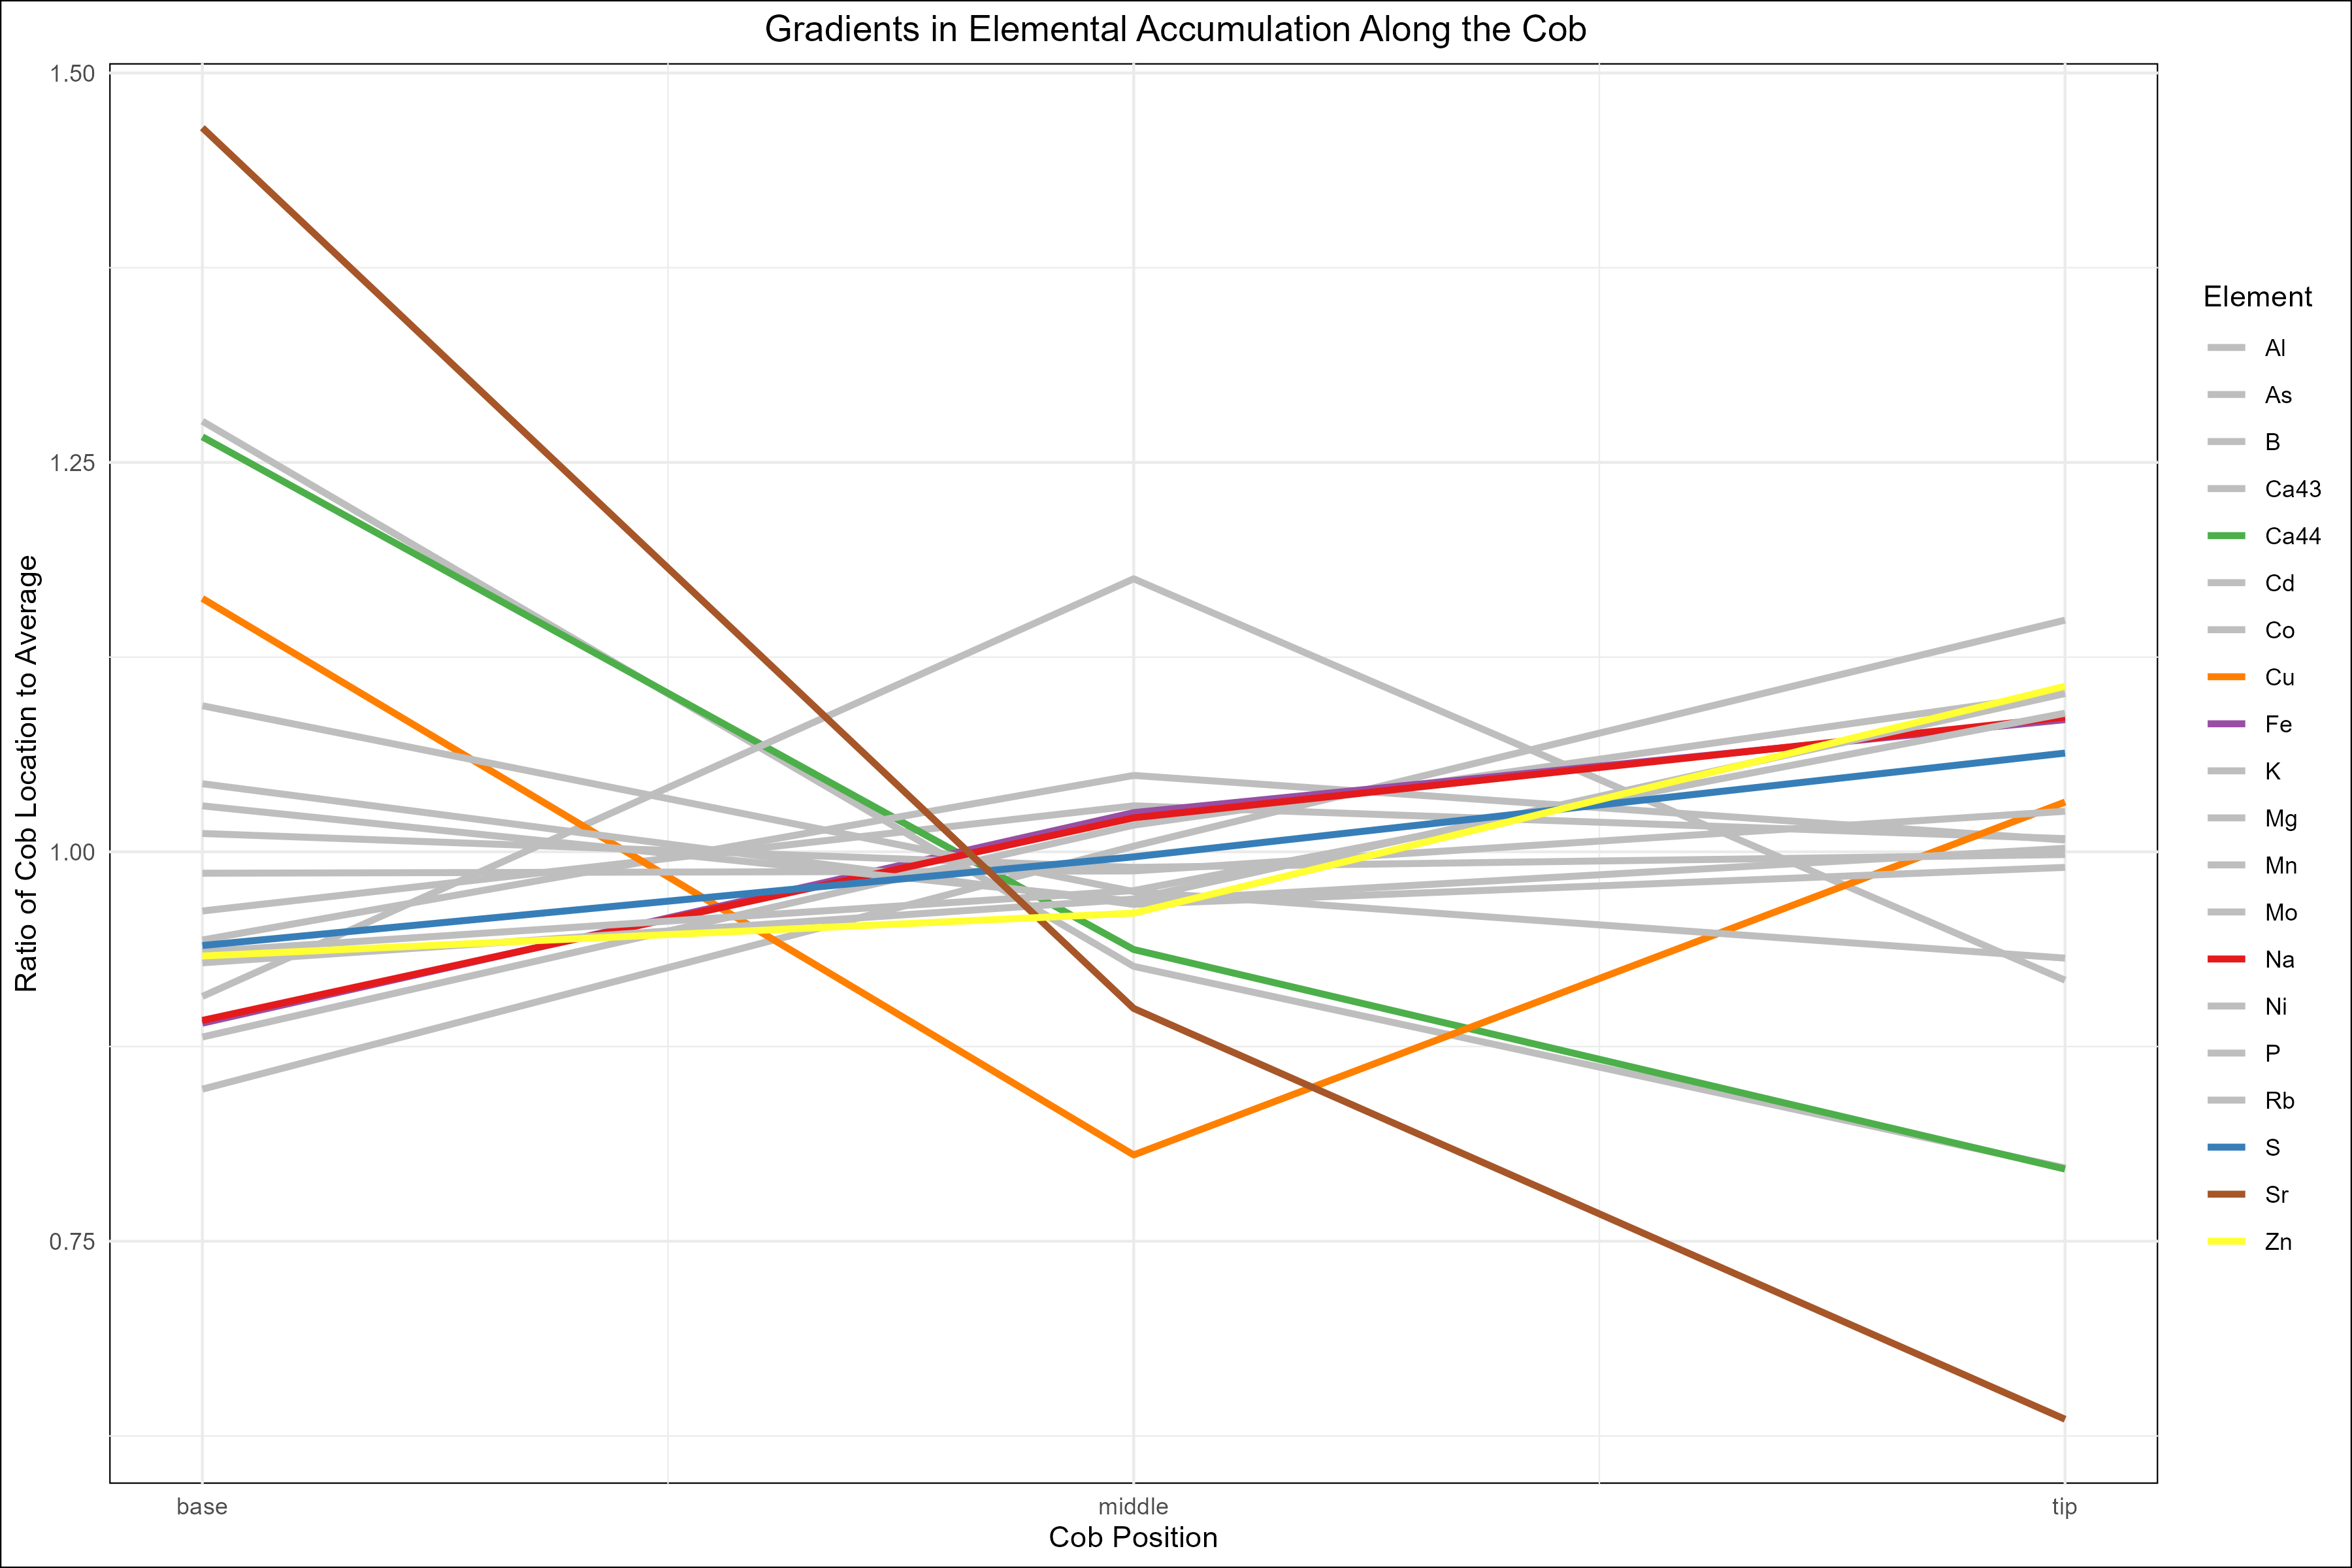 Gradients in Elemental Accumulation Along the Cob
1.50
1.25
1.00
0.75
Ratio of Cob Location to Average
base middle tip
Cob Position
Element
Al
As
B
Ca43
Ca44
Cd
Co
Cu
Fe
K
Mg
Mn
Mo
Na
Ni
P
Rb
S
Sr
Zn